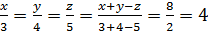 x/3 = y/4 = z/5 = (x+y-z)/(3+4-5) = 8/2 = 4